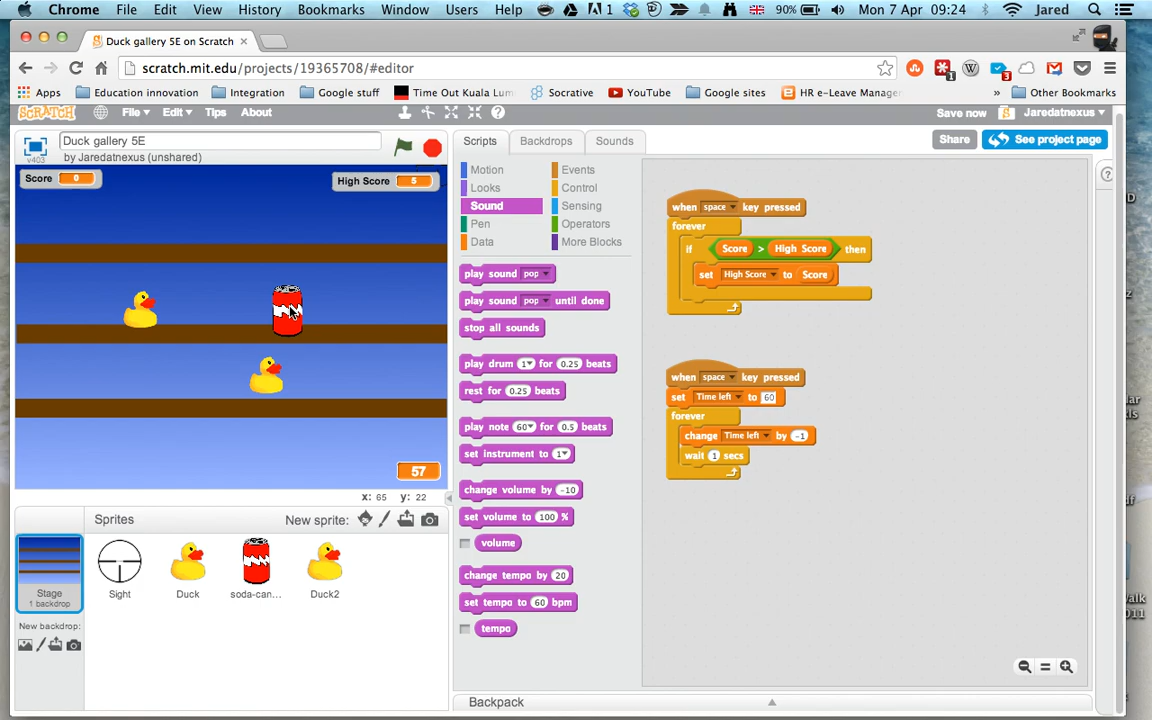 Chrome File Edit View History Bookmarks Window Users Help 1 90% Mon 7 Apr 09:24 Jared
Duck gallery 5E on Scratch
scratch.mit.edu/projects/19365708/#editor
1 W 3
Apps Education innovation Integration Google stuff Time Out Kuala Lum Socrative YouTube Google sites HR e-Leave Manager » Other Bookmarks
SCRATCH File Edit Tips About Save now Jaredatnexus
v403 Duck gallery 5E
by Jaredatnexus (unshared)
Scripts Backdrops Sounds Share See project page
Score 0 High Score 5
57
x: 65 y: 22
Sprites New sprite:
Stage
1 backdrop
Sight Duck soda-can... Duck2
New backdrop:
Motion Events
Looks Control
Sound Sensing
Pen Operators
Data More Blocks
play sound pop
play sound pop until done
stop all sounds
play drum 1 for 0.25 beats
rest for 0.25 beats
play note 60 for 0.5 beats
set instrument to 1
change volume by -10
set volume to 100 %
volume
change tempo by 20
set tempo to 60 bpm
tempo
when space key pressed
forever
if Score > High Score then
set High Score to Score
when space key pressed
set Time left to 60
forever
change Time left by -1
wait 1 secs
Backpack
?
D
z
alk
011